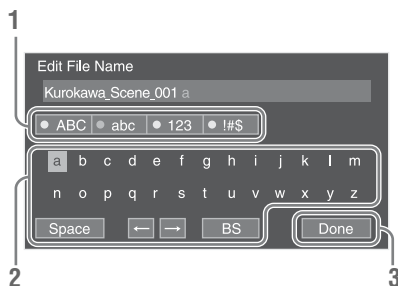 1
Edit File Name
Kurokawa_Scene_001 a
ABC abc 123 !#$
a b c d e f g h i j k l m
n o p q r s t u v w x y z
Space ← → BS Done
2 3